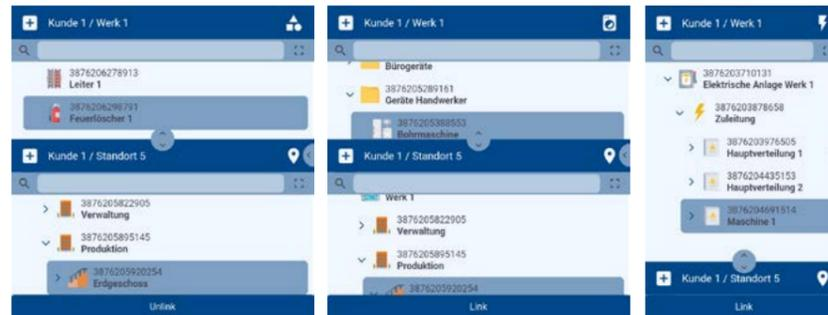 Kunde 1 / Werk 1
3876206278913
Leiter 1
3876206298791
Feuerlöscher 1
Kunde 1 / Standort 5
3876205822905
Verwaltung
3876205895145
Produktion
3876205920254
Erdgeschoss
Unlink
Kunde 1 / Werk 1
Bürogeräte
3876205289161
Geräte Handwerker
3876205388553
Bohrmaschine
Kunde 1 / Standort 5
Werk 1
3876205822905
Verwaltung
3876205895145
Produktion
3876205920254
Link
Kunde 1 / Werk 1
3876203710131
Elektrische Anlage Werk 1
3876203878658
Zuleitung
3876203976505
Hauptverteilung 1
3876204435153
Hauptverteilung 2
3876204691514
Maschine 1
Kunde 1 / Standort 5
Link